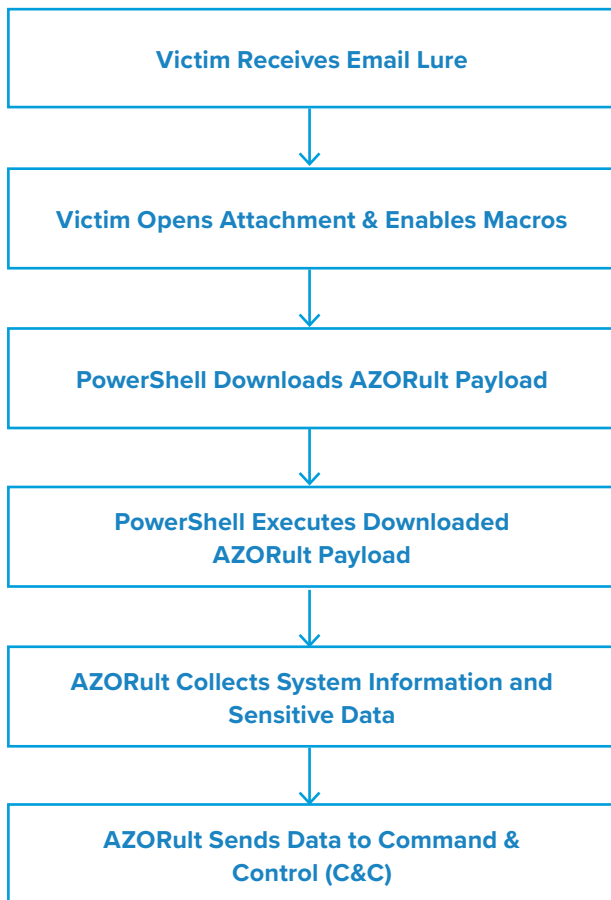 Victim Receives Email Lure
Victim Opens Attachment & Enables Macros
PowerShell Downloads AZORult Payload
PowerShell Executes Downloaded
AZORult Payload
AZORult Collects System Information and
Sensitive Data
AZORult Sends Data to Command &
Control (C&C)